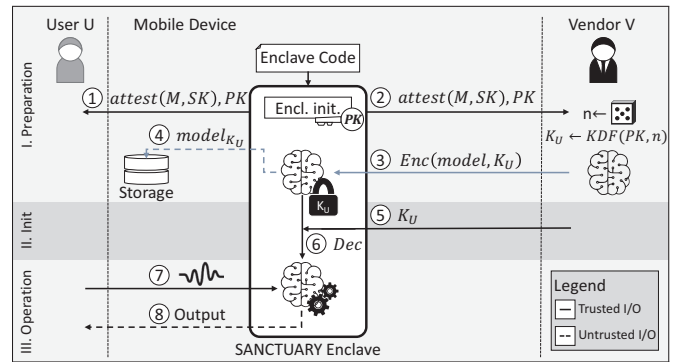 User U
Mobile Device
Vendor V
Enclave Code
I. Preparation
① attest(M, SK), PK
Encl. init.
PK
② attest(M, SK), PK
n←
K_U ← KDF(PK, n)
④ model_{K_U}
③ Enc(model, K_U)
Storage
K_U
II. Init
⑤ K_U
⑥ Dec
III. Operation
⑦
⑧ Output
SANCTUARY Enclave
Legend
Trusted I/O
Untrusted I/O